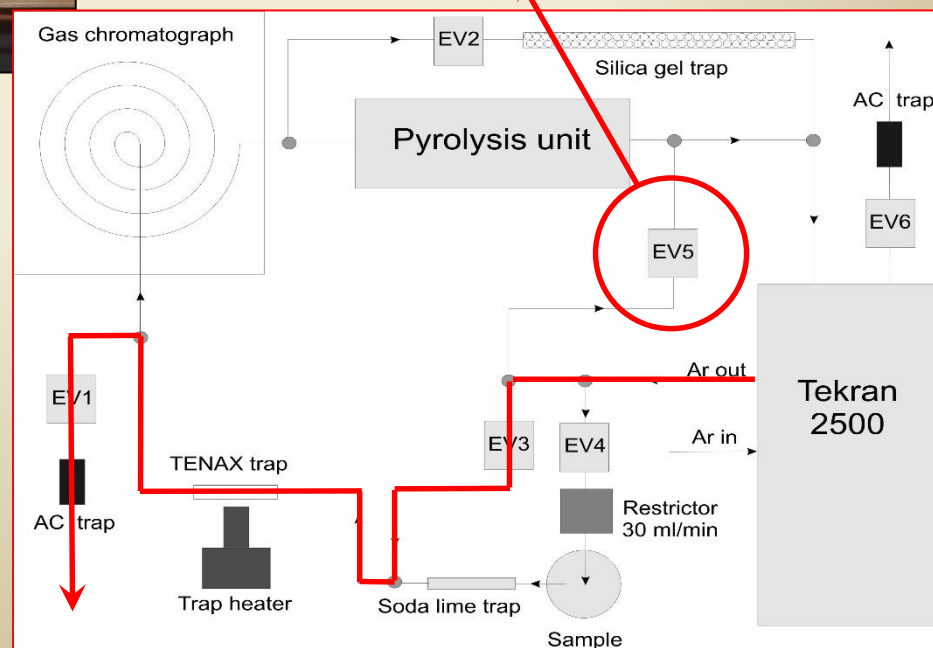 Gas chromatograph
EV2
Silica gel trap
AC trap
Pyrolysis unit
EV6
EV5
Ar out
Tekran
2500
EV1
Ar in
EV3
EV4
TENAX trap
AC trap
Restrictor
30 ml/min
Trap heater
Soda lime trap
Sample